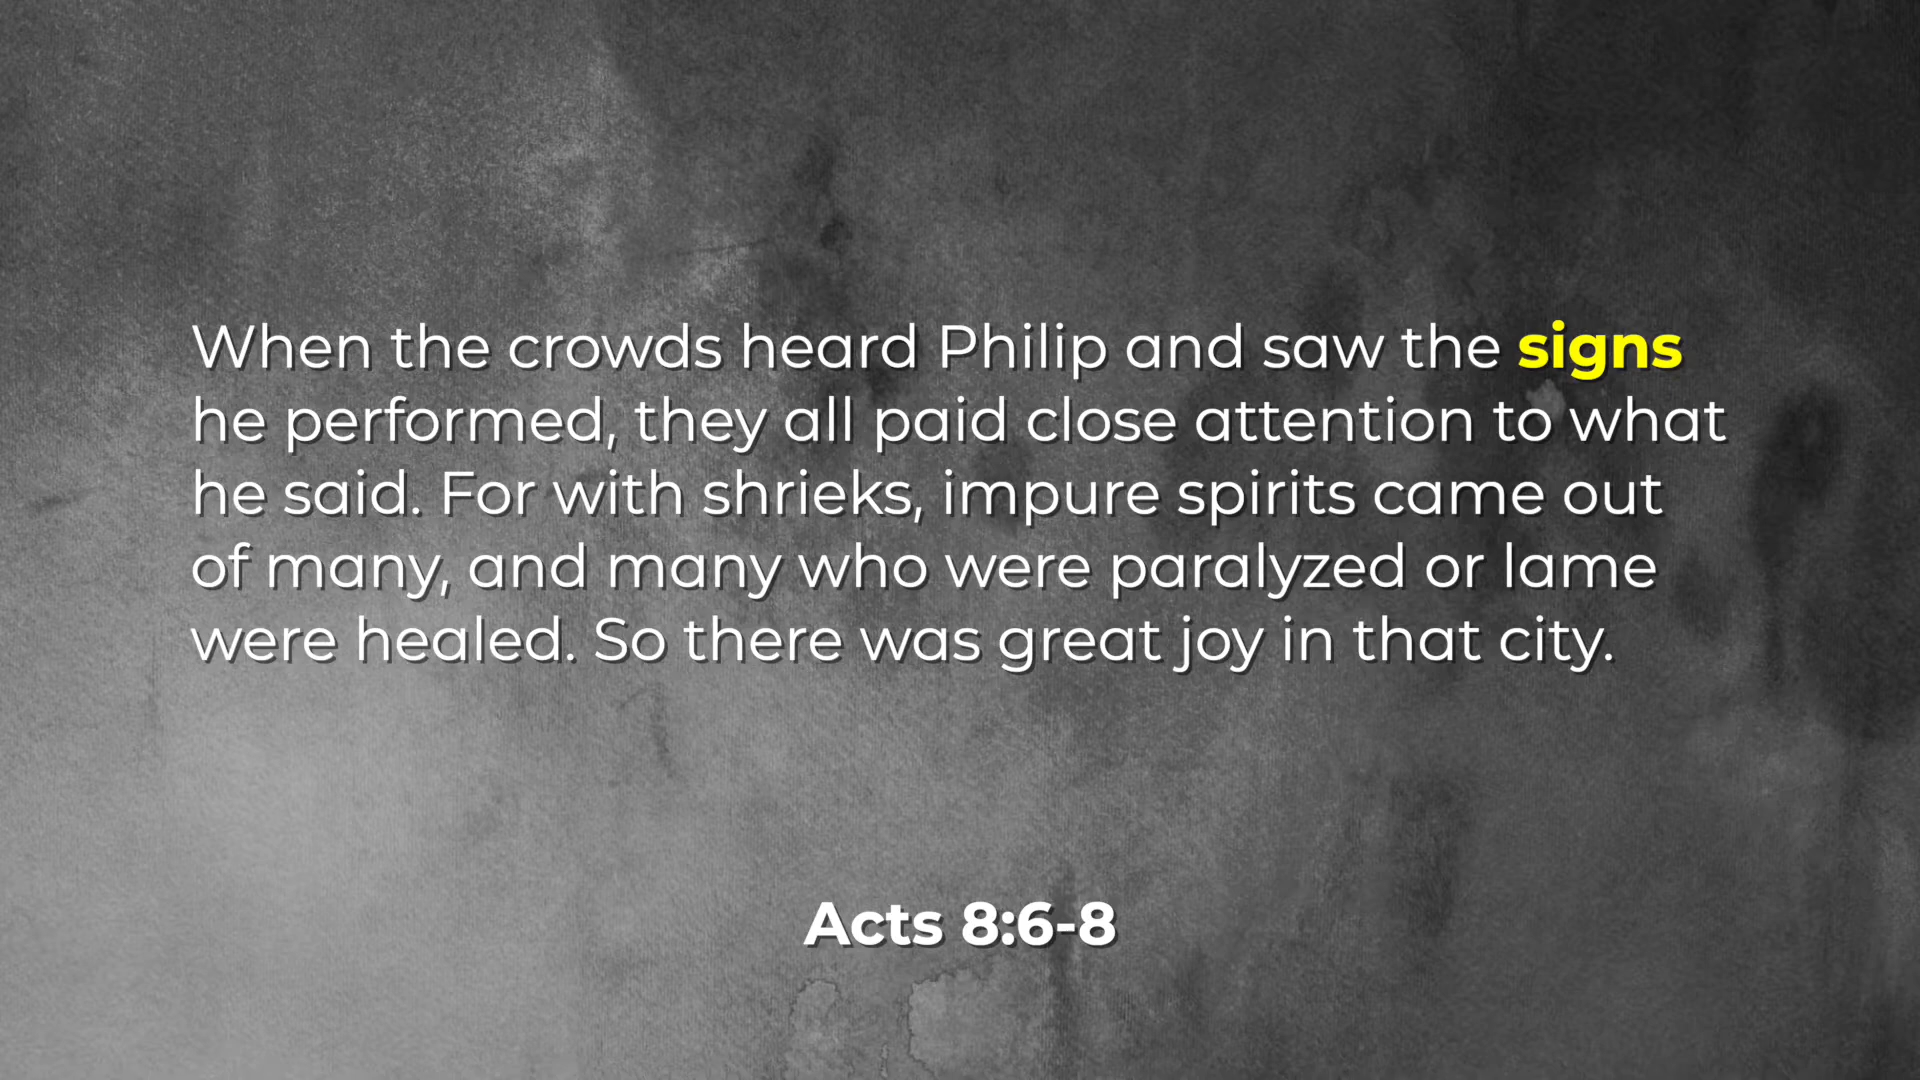 When the crowds heard Philip and saw the signs
he performed, they all paid close attention to what
he said. For with shrieks, impure spirits came out
of many, and many who were paralyzed or lame
were healed. So there was great joy in that city.
Acts 8:6-8